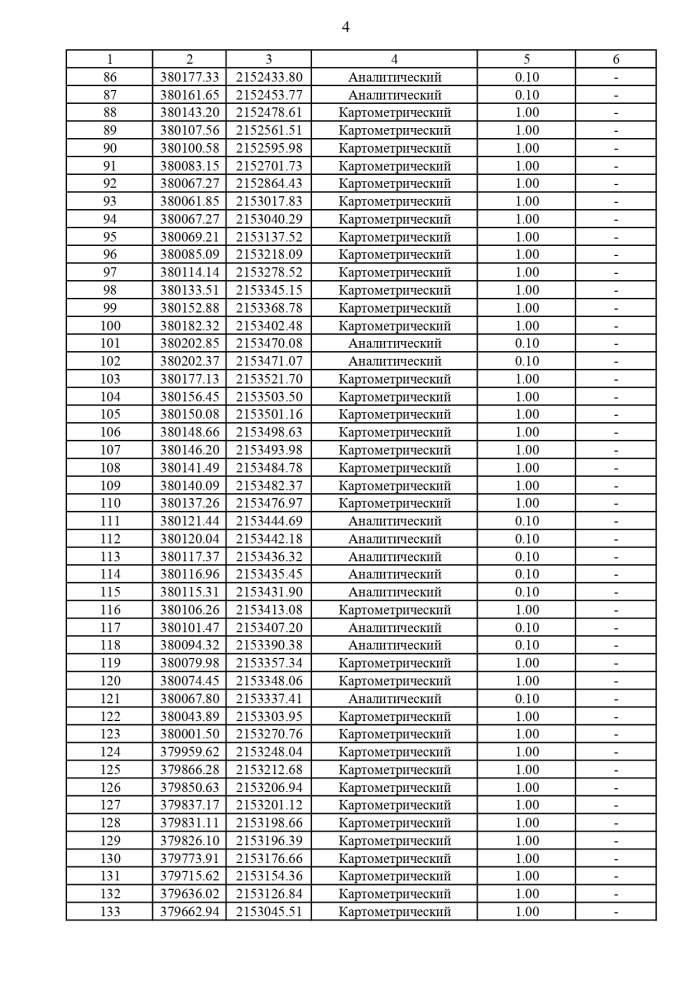 4
1 2 3 4 5 6
86 380177.33 2152433.80 Аналитический 0.10 -
87 380161.65 2152453.77 Аналитический 0.10 -
88 380143.20 2152478.61 Картометрический 1.00 -
89 380107.56 2152561.51 Картометрический 1.00 -
90 380100.58 2152595.98 Картометрический 1.00 -
91 380083.15 2152701.73 Картометрический 1.00 -
92 380067.27 2152864.43 Картометрический 1.00 -
93 380061.85 2153017.83 Картометрический 1.00 -
94 380067.27 2153040.29 Картометрический 1.00 -
95 380069.21 2153137.52 Картометрический 1.00 -
96 380085.09 2153218.09 Картометрический 1.00 -
97 380114.14 2153278.52 Картометрический 1.00 -
98 380133.51 2153345.15 Картометрический 1.00 -
99 380152.88 2153368.78 Картометрический 1.00 -
100 380182.32 2153402.48 Картометрический 1.00 -
101 380202.85 2153470.08 Аналитический 0.10 -
102 380202.37 2153471.07 Аналитический 0.10 -
103 380177.13 2153521.70 Картометрический 1.00 -
104 380156.45 2153503.50 Картометрический 1.00 -
105 380150.08 2153501.16 Картометрический 1.00 -
106 380148.66 2153498.63 Картометрический 1.00 -
107 380146.20 2153493.98 Картометрический 1.00 -
108 380141.49 2153484.78 Картометрический 1.00 -
109 380140.09 2153482.37 Картометрический 1.00 -
110 380137.26 2153476.97 Картометрический 1.00 -
111 380121.44 2153444.69 Аналитический 0.10 -
112 380120.04 2153442.18 Аналитический 0.10 -
113 380117.37 2153436.32 Аналитический 0.10 -
114 380116.96 2153435.45 Аналитический 0.10 -
115 380115.31 2153431.90 Аналитический 0.10 -
116 380106.26 2153413.08 Картометрический 1.00 -
117 380101.47 2153407.20 Аналитический 0.10 -
118 380094.32 2153390.38 Аналитический 0.10 -
119 380079.98 2153357.34 Картометрический 1.00 -
120 380074.45 2153348.06 Картометрический 1.00 -
121 380067.80 2153337.41 Аналитический 0.10 -
122 380043.89 2153303.95 Картометрический 1.00 -
123 380001.50 2153270.76 Картометрический 1.00 -
124 379959.62 2153248.04 Картометрический 1.00 -
125 379866.28 2153212.68 Картометрический 1.00 -
126 379850.63 2153206.94 Картометрический 1.00 -
127 379837.17 2153201.12 Картометрический 1.00 -
128 379831.11 2153198.66 Картометрический 1.00 -
129 379826.10 2153196.39 Картометрический 1.00 -
130 379773.91 2153176.66 Картометрический 1.00 -
131 379715.62 2153154.36 Картометрический 1.00 -
132 379636.02 2153126.84 Картометрический 1.00 -
133 379662.94 2153045.51 Картометрический 1.00 -